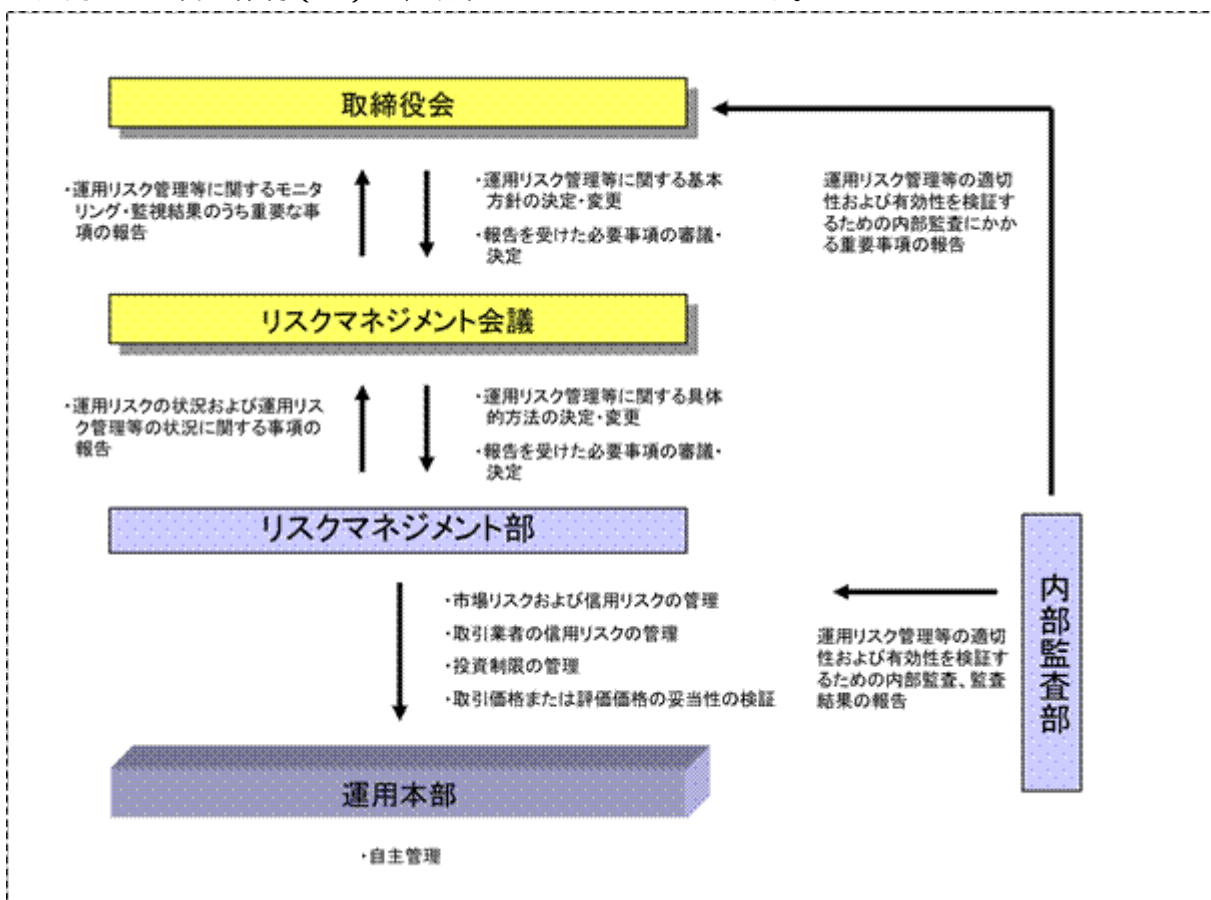 取締役会
・運用リスク管理等に関するモニタ
リング・監視結果のうち重要な事
項の報告
・運用リスク管理等に関する基本
方針の決定・変更
・報告を受けた必要事項の審議・
決定
運用リスク管理等の適切
性および有効性を検証す
るための内部監査にかか
る重要事項の報告
リスクマネジメント会議
・運用リスクの状況および運用リス
ク管理等の状況に関する事項の
報告
・運用リスク管理等に関する具体
的方法の決定・変更
・報告を受けた必要事項の審議・
決定
リスクマネジメント部
・市場リスクおよび信用リスクの管理
・取引業者の信用リスクの管理
・投資制限の管理
・取引価格または評価価格の妥当性の検証
運用リスク管理等の適切
性および有効性を検証す
るための内部監査、監査
結果の報告
内部監査部
運用本部
・自主管理